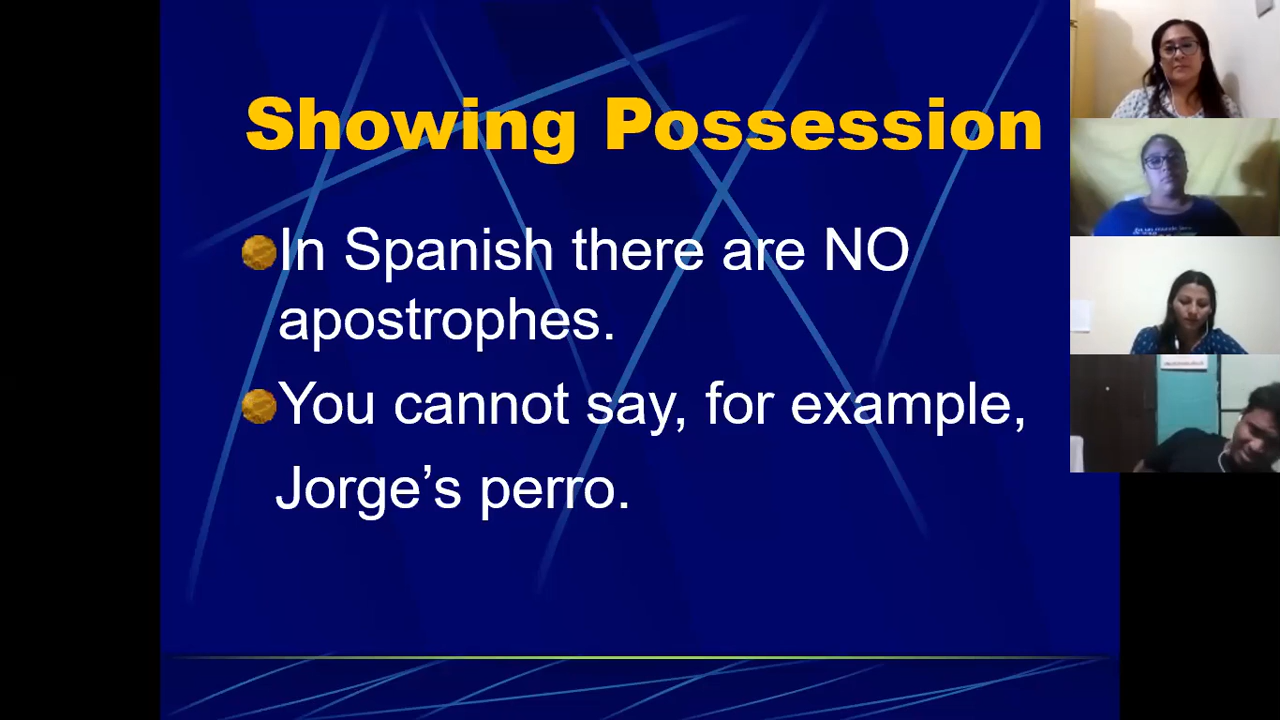 Showing Possession
In Spanish there are NO
apostrophes.
You cannot say, for example,
Jorge’s perro.